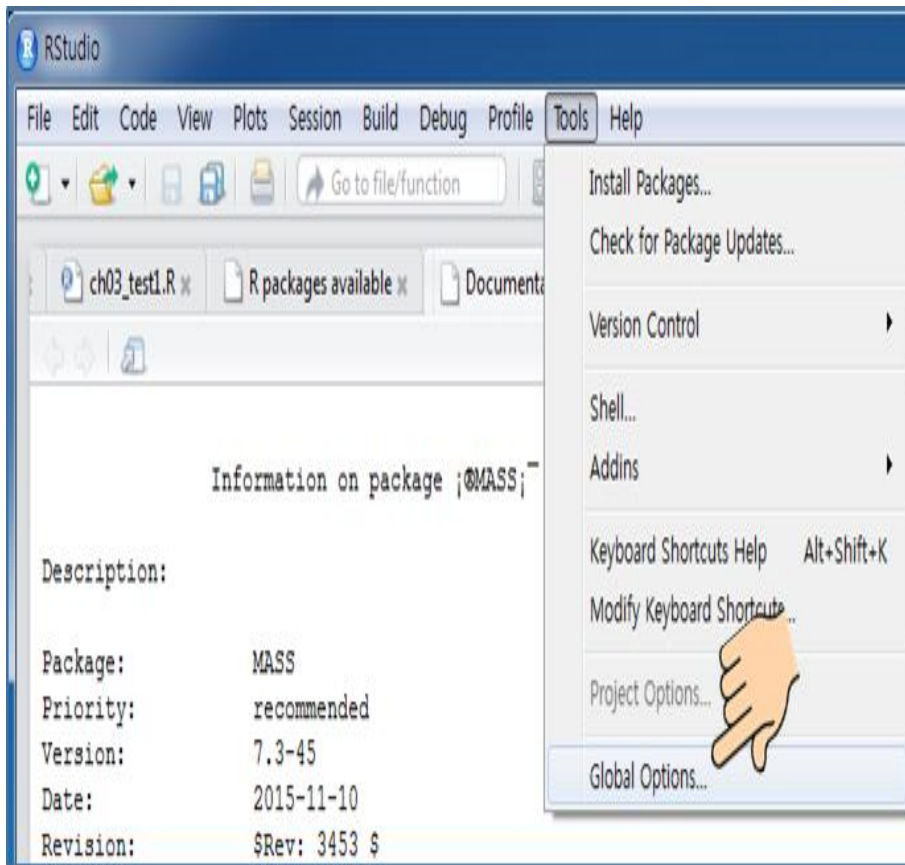 RStudio
File Edit Code View Plots Session Build Debug Profile Tools Help
Go to file/function
Install Packages...
Check for Package Updates...
Version Control
Shell...
Addins
Keyboard Shortcuts Help Alt+Shift+K
Modify Keyboard Shortcuts...
Project Options...
Global Options...
ch03_test1.R R packages available Documenta
Information on package ¡®MASS¡¯
Description:
Package: MASS
Priority: recommended
Version: 7.3-45
Date: 2015-11-10
Revision: $Rev: 3453 $